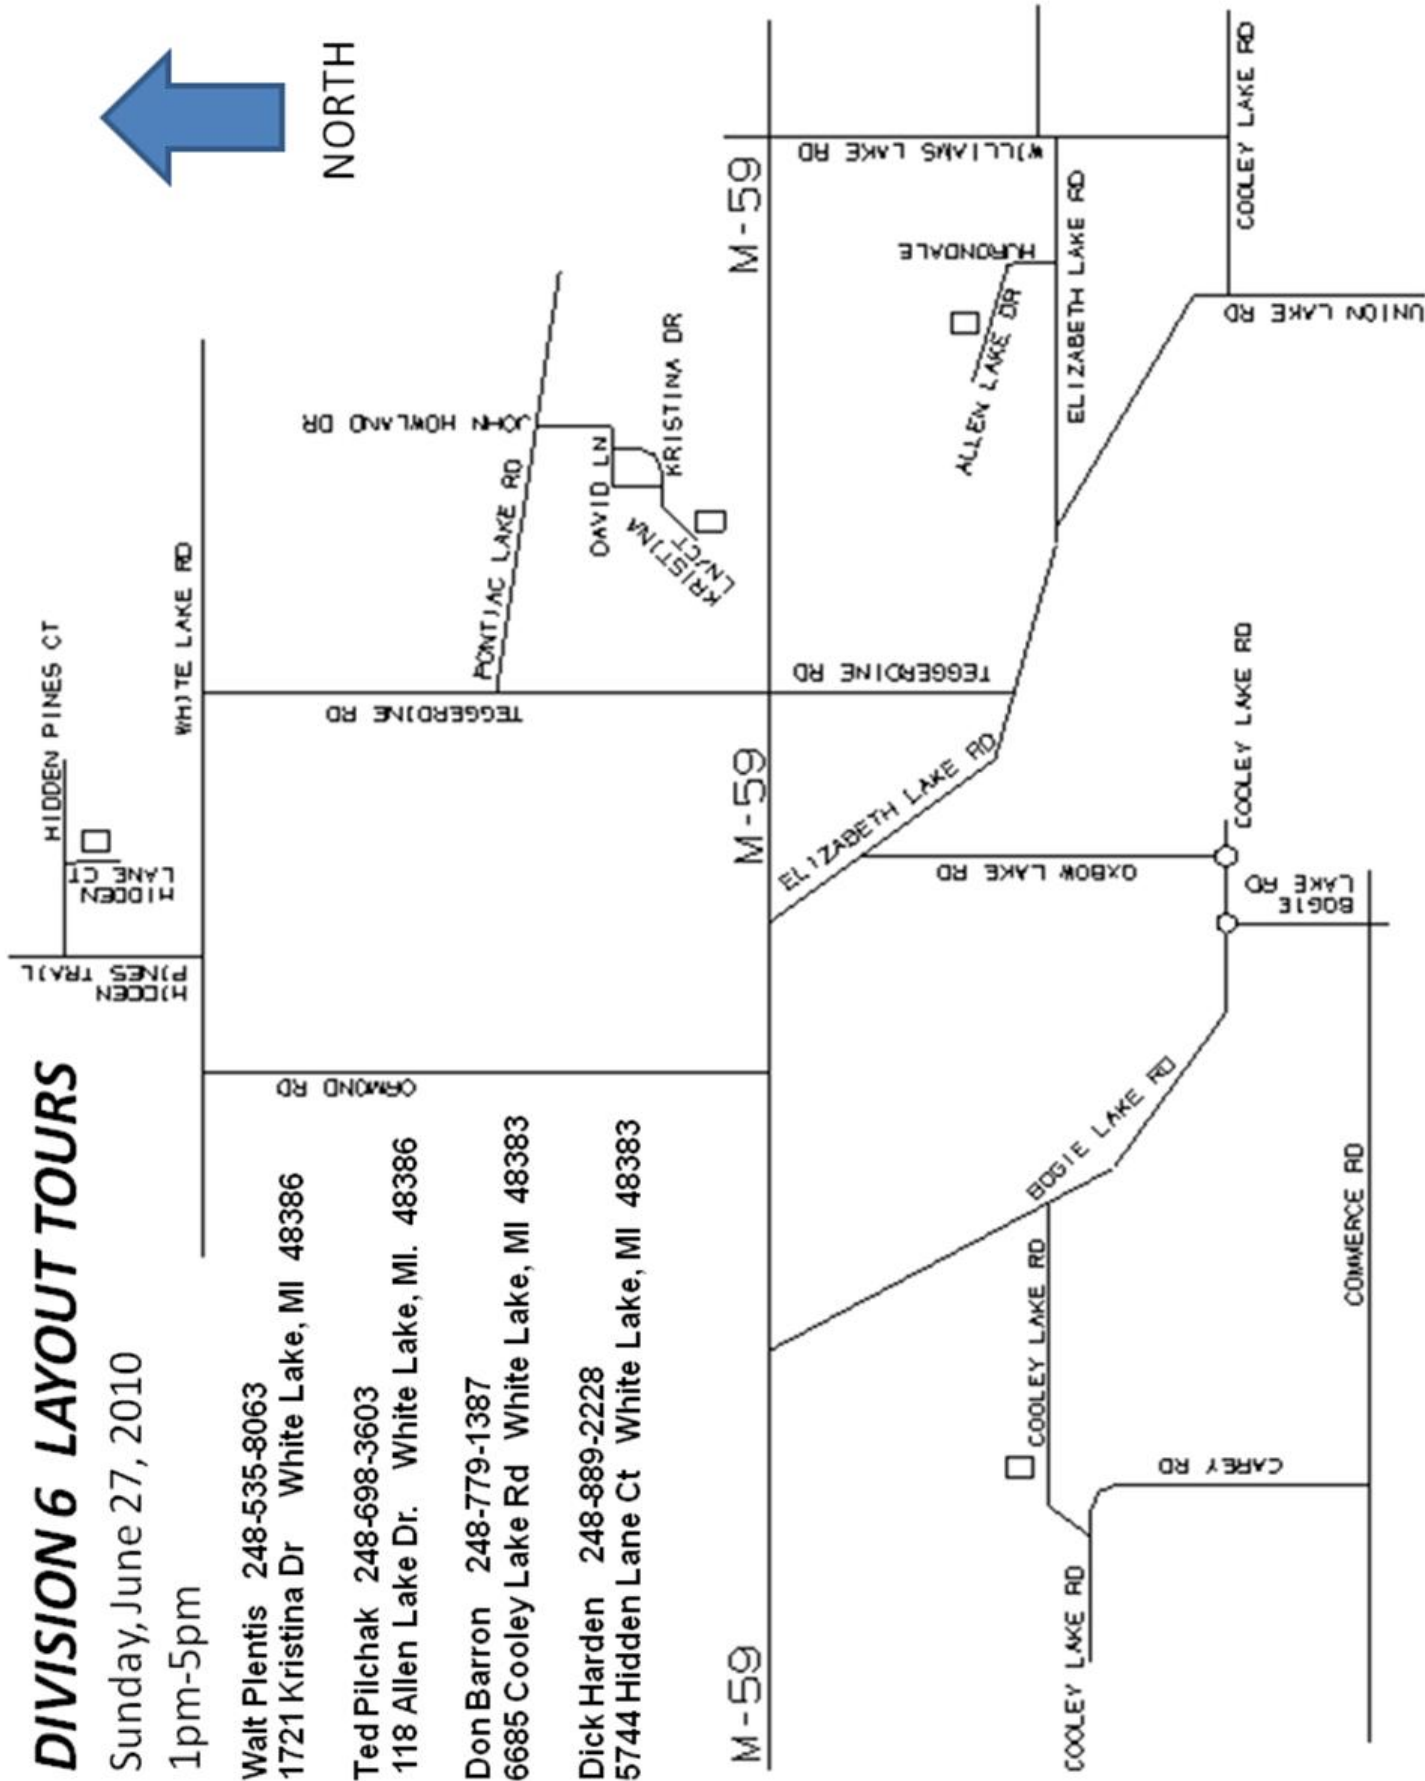 DIVISION 6 LAYOUT TOURS
Sunday, June 27, 2010
1pm-5pm
Walt Plentis 248-535-8063
1721 Kristina Dr White Lake, MI 48386
Ted Pilchak 248-698-3603
118 Allen Lake Dr. White Lake, MI. 48386
Don Barron 248-779-1387
6685 Cooley Lake Rd White Lake, MI 48383
Dick Harden 248-889-2228
5744 Hidden Lane Ct White Lake, MI 48383
NORTH
HIDDEN PINES CT
HIDDEN
LANE CT
HIDDEN
PINES TRAIL
WHITE LAKE RD
ORMOND RD
TEGGERDINE RD
PONTIAC LAKE RD
JOHN HOWLAND DR
DAVID LN
KRISTINA DR
KRISTINA
LN/CT
M-59
M-59
M-59
TEGGERDINE RD
ELIZABETH LAKE RD
OXBOW LAKE RD
WILLIAMS LAKE RD
HURONDALE
ALLEN LAKE DR
ELIZABETH LAKE RD
COOLEY LAKE RD
UNION LAKE RD
COOLEY LAKE RD
BOGIE
LAKE RD
BOGIE LAKE RD
COOLEY LAKE RD
COOLEY LAKE RD
CAREY RD
COMMERCE RD